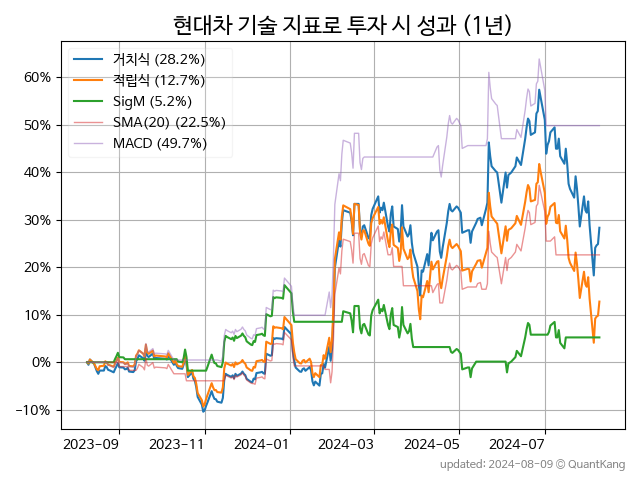 현대차 기술 지표로 투자 시 성과 (1년)
거치식 (28.2%)
적립식 (12.7%)
SigM (5.2%)
SMA(20) (22.5%)
MACD (49.7%)
60%
50%
40%
30%
20%
10%
0%
−10%
2023-09 2023-11 2024-01 2024-03 2024-05 2024-07
updated: 2024-08-09 © QuantKang